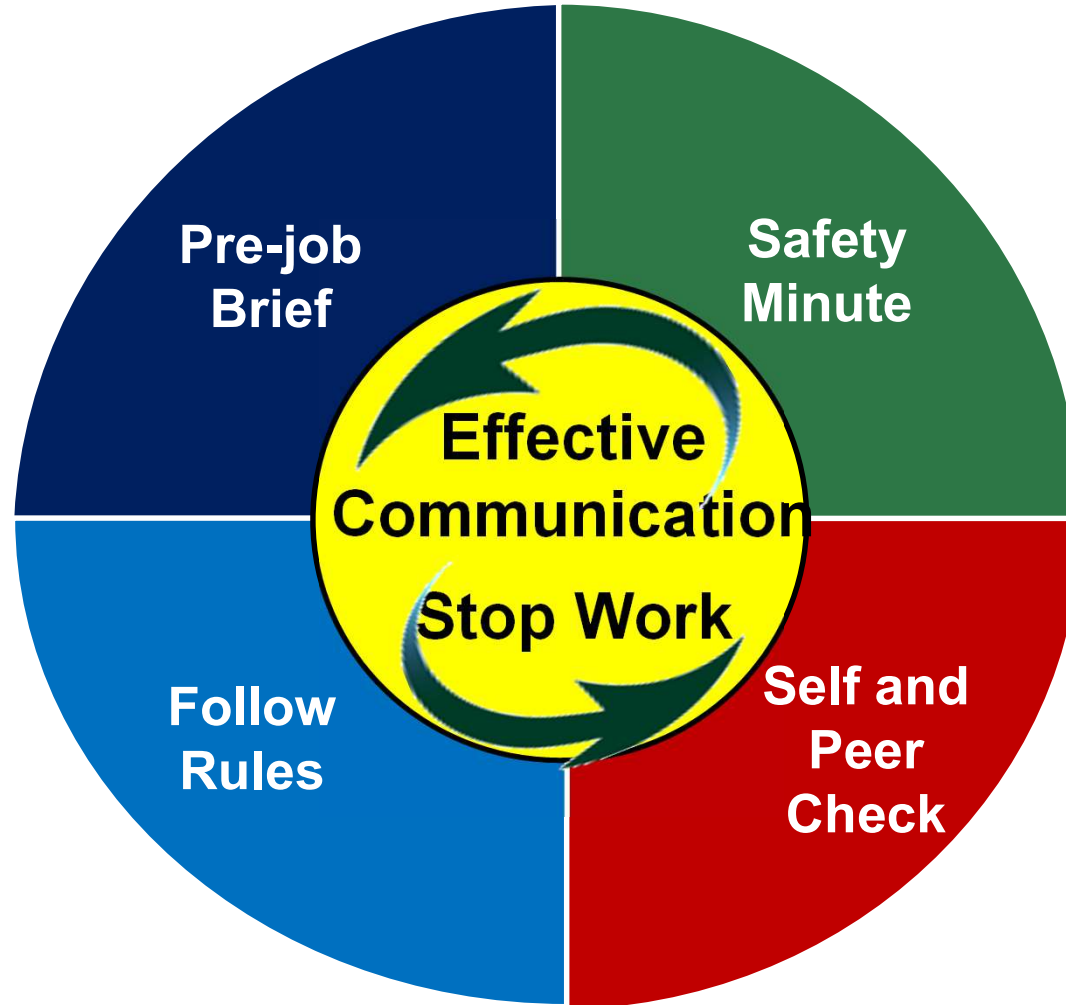 Pre-job
Brief
Safety
Minute
Effective
Communication
Stop Work
Follow
Rules
Self and
Peer
Check